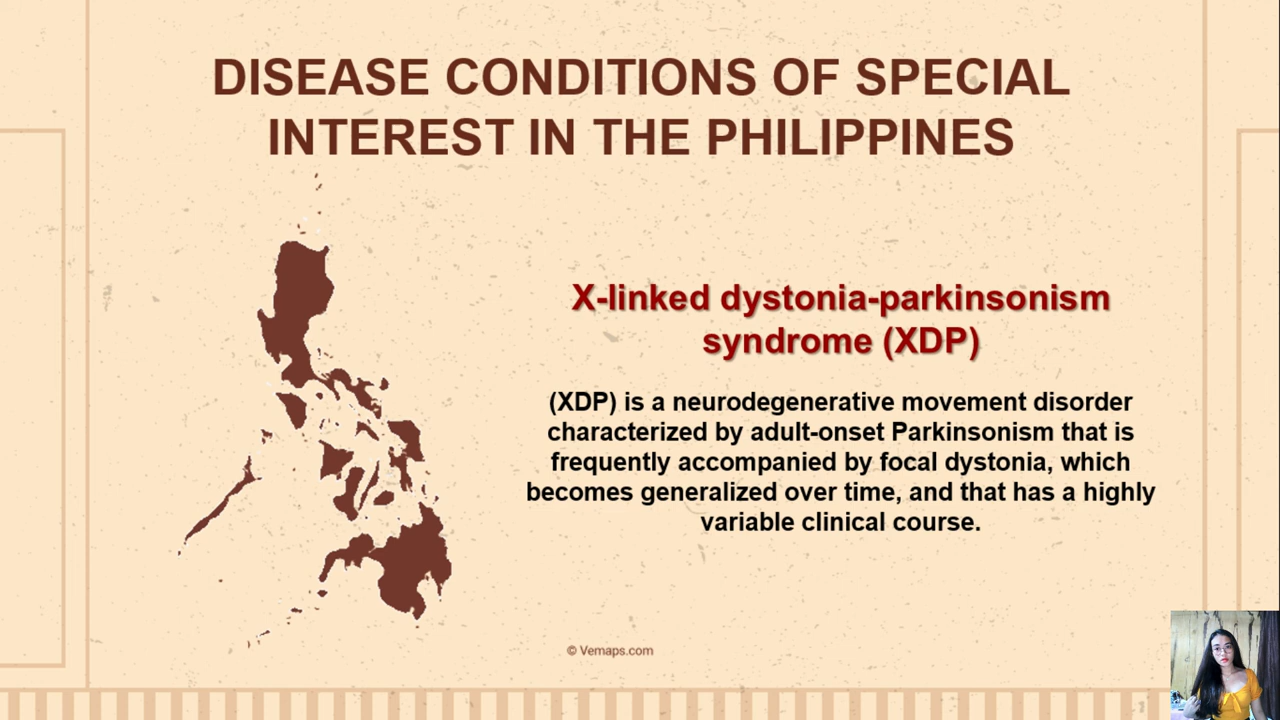 DISEASE CONDITIONS OF SPECIAL
INTEREST IN THE PHILIPPINES
X-linked dystonia-parkinsonism
syndrome (XDP)
(XDP) is a neurodegenerative movement disorder
characterized by adult-onset Parkinsonism that is
frequently accompanied by focal dystonia, which
becomes generalized over time, and that has a highly
variable clinical course.
© Vemaps.com